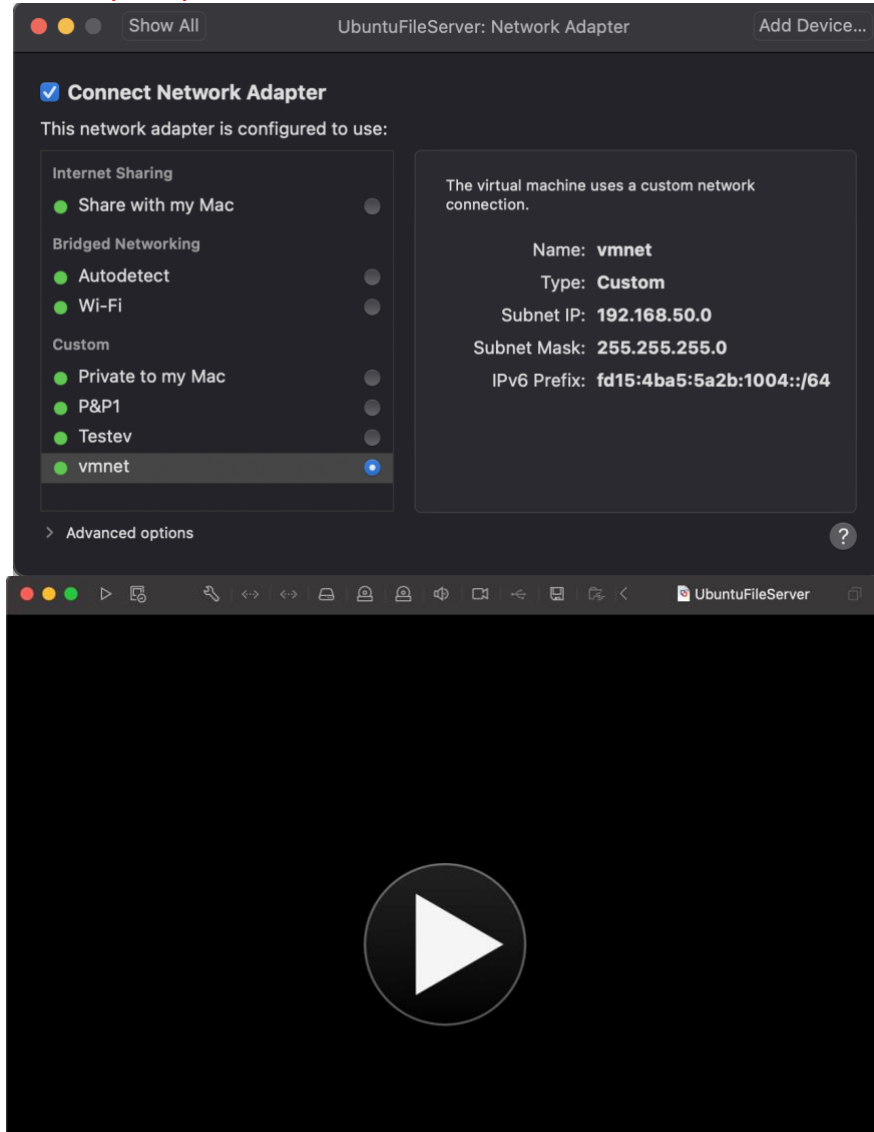 Show All
UbuntuFileServer: Network Adapter
Add Device...
Connect Network Adapter
This network adapter is configured to use:
Internet Sharing
Share with my Mac
Bridged Networking
Autodetect
Wi-Fi
Custom
Private to my Mac
P&P1
Testev
vmnet
The virtual machine uses a custom network
connection.
Name: vmnet
Type: Custom
Subnet IP: 192.168.50.0
Subnet Mask: 255.255.255.0
IPv6 Prefix: fd15:4ba5:5a2b:1004::/64
Advanced options
?
UbuntuFileServer